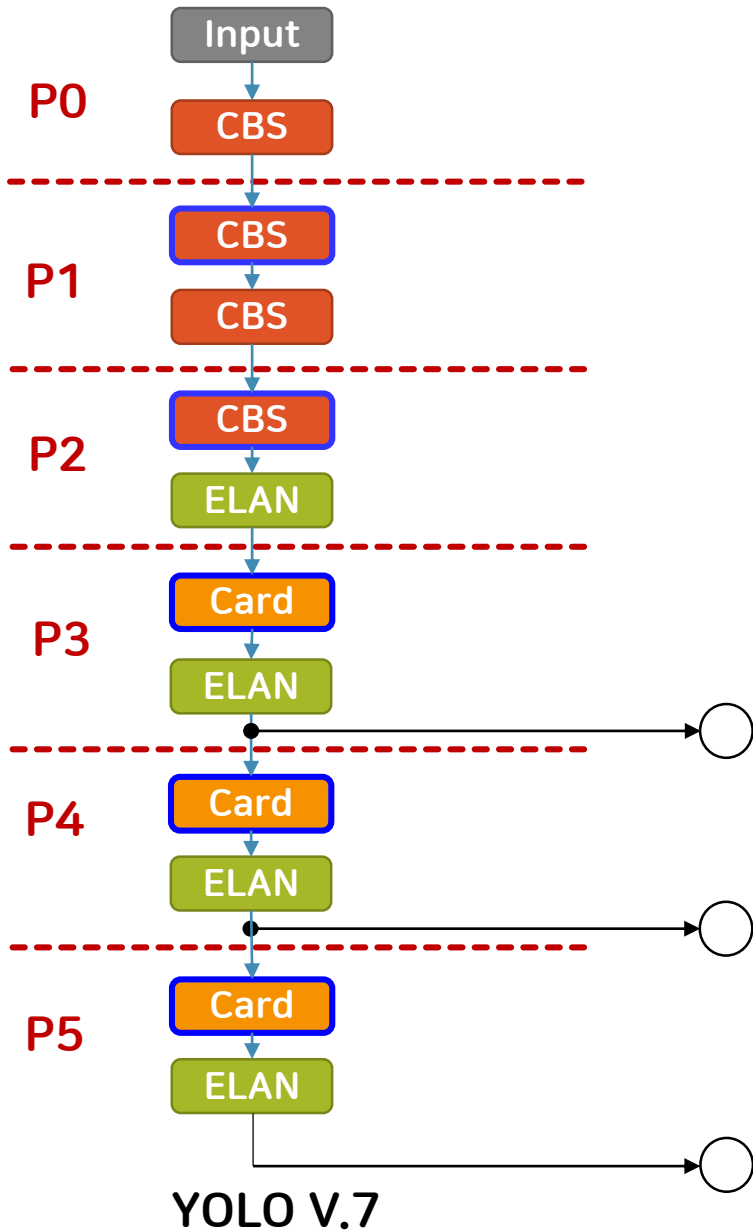 Input
P0
CBS
CBS
P1
CBS
CBS
P2
ELAN
Card
P3
ELAN
Card
P4
ELAN
Card
P5
ELAN
YOLO V.7